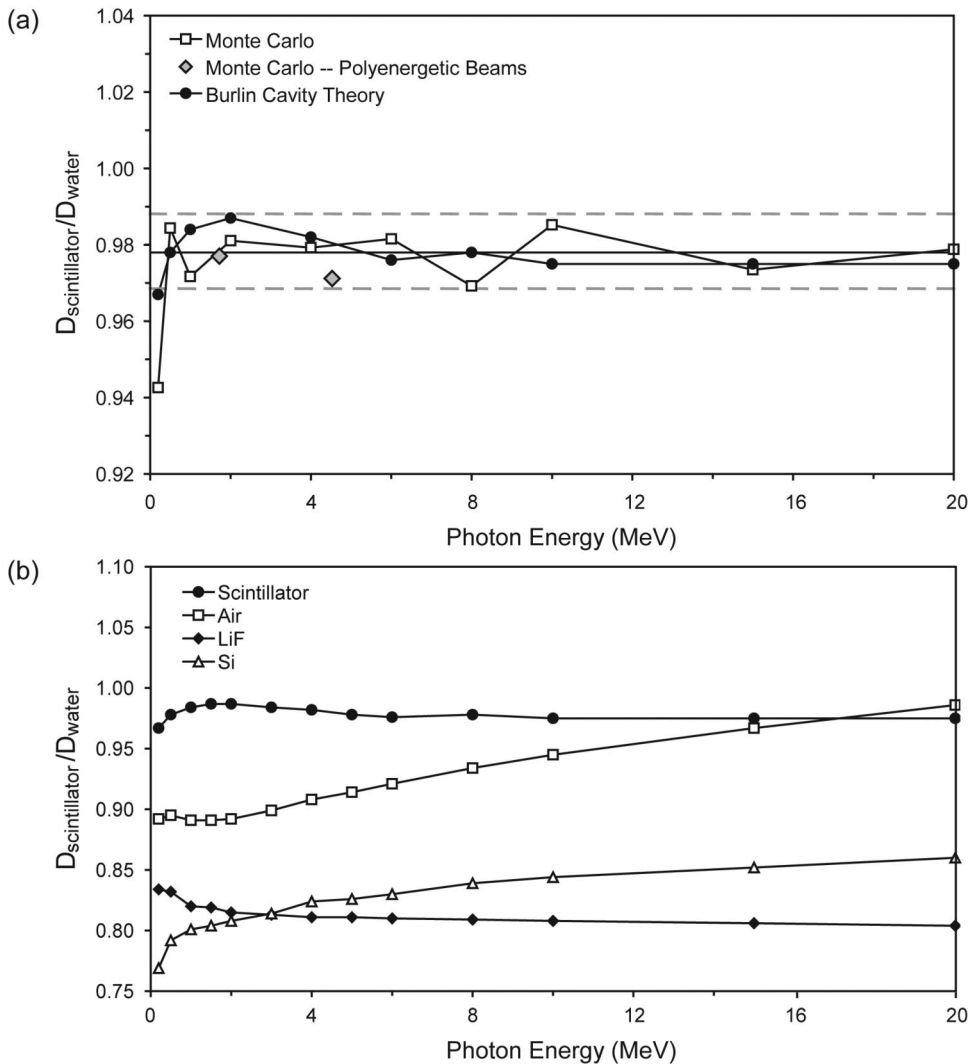 (a)
1.04
1.02
1.00
0.98
0.96
0.94
0.92
Dscintillator/Dwater
Monte Carlo
Monte Carlo -- Polyenergetic Beams
Burlin Cavity Theory
0 4 8 12 16 20
Photon Energy (MeV)
(b)
1.10
1.05
1.00
0.95
0.90
0.85
0.80
0.75
Dscintillator/Dwater
Scintillator
Air
LiF
Si
0 4 8 12 16 20
Photon Energy (MeV)